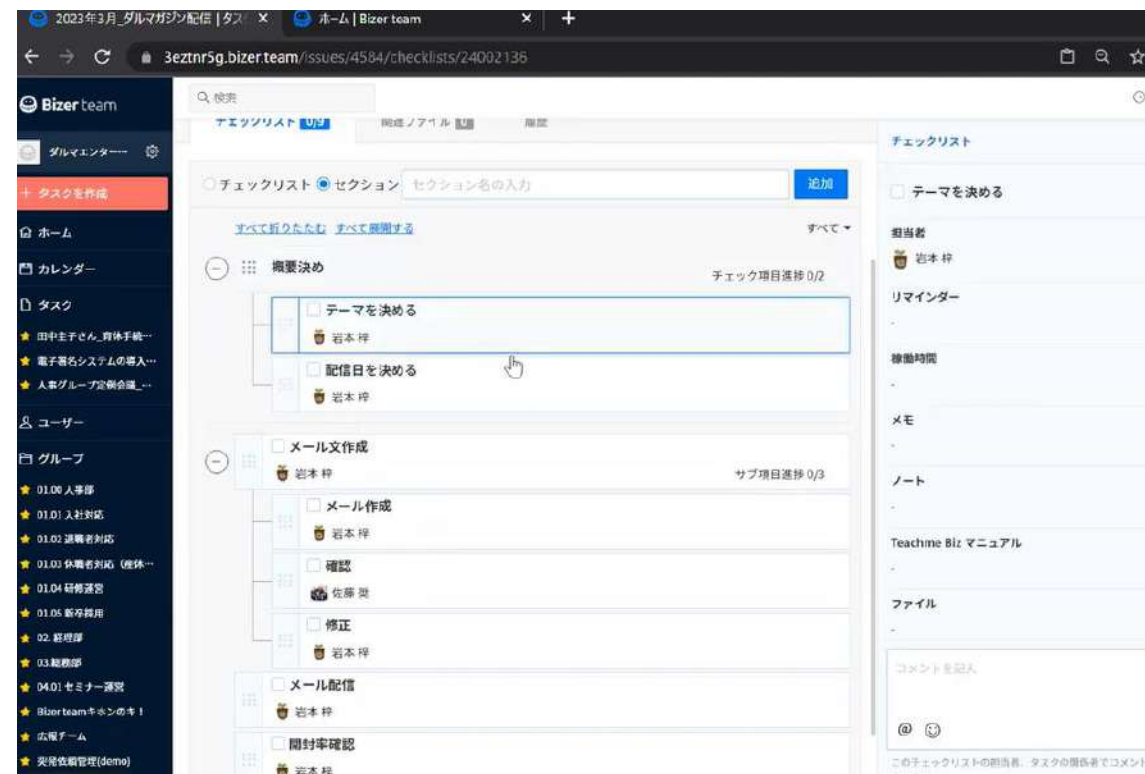 2023年3月_ダルマガジン配信 | タス
ホーム | Bizer team
3eztnr5g.bizer.team/issues/4584/checklists/24002136
Bizer team
検索
チェックリスト 0/9
関連ファイル 0
履歴
ダルマエンター…
+ タスクを作成
ホーム
カレンダー
タスク
田中圭子さん_育休手続…
電子署名システムの導入…
人事グループ定例会議_…
ユーザー
グループ
01.00 人事部
01.01 入社対応
01.02 退職者対応
01.03 休職者対応（産休…
01.04 研修運営
01.05 新卒採用
02. 経理部
03.総務部
04.01 セミナー運営
Bizer teamキホンのキ！
広報チーム
突発依頼管理(demo)
チェックリスト
セクション
セクション名の入力
追加
すべて折りたたむ すべて展開する
すべて
概要決め
チェック項目進捗 0/2
テーマを決める
岩本 梓
配信日を決める
岩本 梓
メール文作成
岩本 梓
サブ項目進捗 0/3
メール作成
岩本 梓
確認
佐藤
修正
岩本 梓
メール配信
岩本 梓
開封率確認
岩本 梓
チェックリスト
テーマを決める
担当者
岩本 梓
リマインダー
-
稼働時間
-
メモ
-
ノート
-
Teachme Biz マニュアル
-
ファイル
-
コメントを記入
@
このチェックリストの担当者、タスクの関係者でコメント